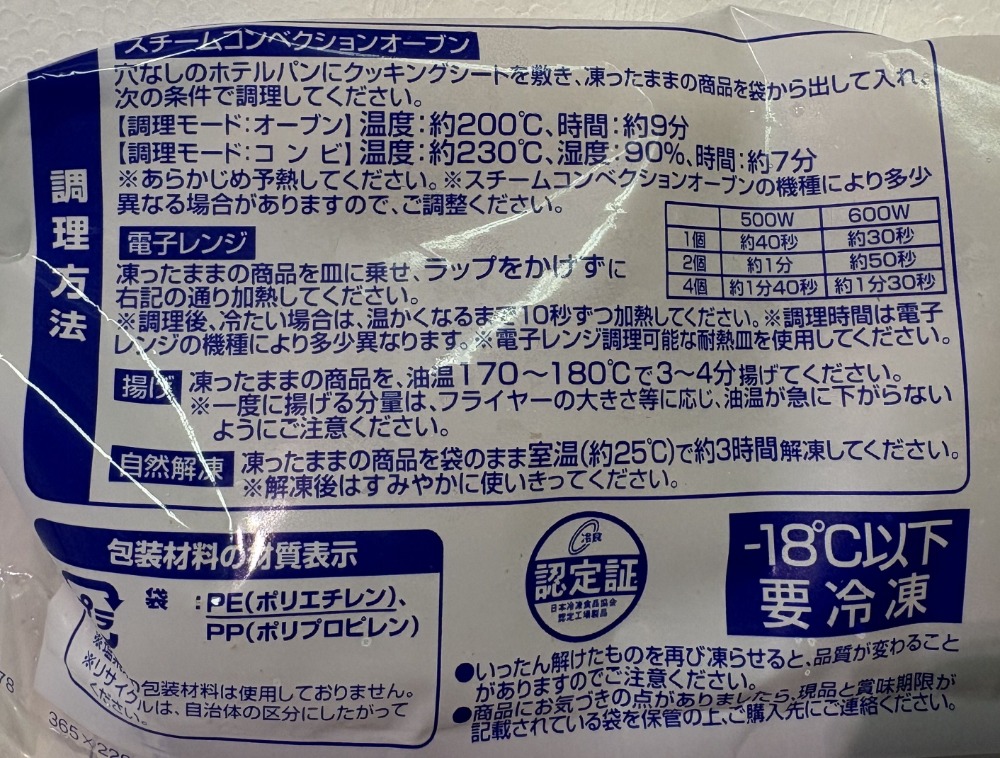 調理方法
スチームコンベクションオーブン
穴なしのホテルパンにクッキングシートを敷き、凍ったままの商品を袋から出して入れ、
次の条件で調理してください。
【調理モード:オーブン】温度:約200℃、時間:約9分
【調理モード:コンビ】温度:約230℃、湿度:90%、時間:約7分
※あらかじめ予熱してください。※スチームコンベクションオーブンの機種により多少
異なる場合がありますので、ご調整ください。
電子レンジ
凍ったままの商品を皿に乗せ、ラップをかけずに
右記の通り加熱してください。
500W 600W
1個 約40秒 約30秒
2個 約1分 約50秒
4個 約1分40秒 約1分30秒
※調理後、冷たい場合は、温かくなるまで10秒ずつ加熱してください。※調理時間は電子
レンジの機種により多少異なります。※電子レンジ調理可能な耐熱皿を使用してください。
揚げ
凍ったままの商品を、油温170～180℃で3～4分揚げてください。
※一度に揚げる分量は、フライヤーの大きさ等に応じ、油温が急に下がらない
ようにご注意ください。
自然解凍
凍ったままの商品を袋のまま室温(約25℃)で約3時間解凍してください。
※解凍後はすみやかに使いきってください。
包装材料の材質表示
袋:PE(ポリエチレン)、
PP(ポリプロピレン)
の包装材料は使用しておりません。
※リサイクルは、自治体の区分にしたがって
ください。
冷食
認定証
日本冷凍食品協会
認定工場製品
-18℃以下
要冷凍
●いったん解けたものを再び凍らせると、品質が変わること
がありますのでご注意ください。
●商品にお気づきの点がありましたら、現品と賞味期限が
記載されている袋を保管の上、ご購入先にご連絡ください。
78